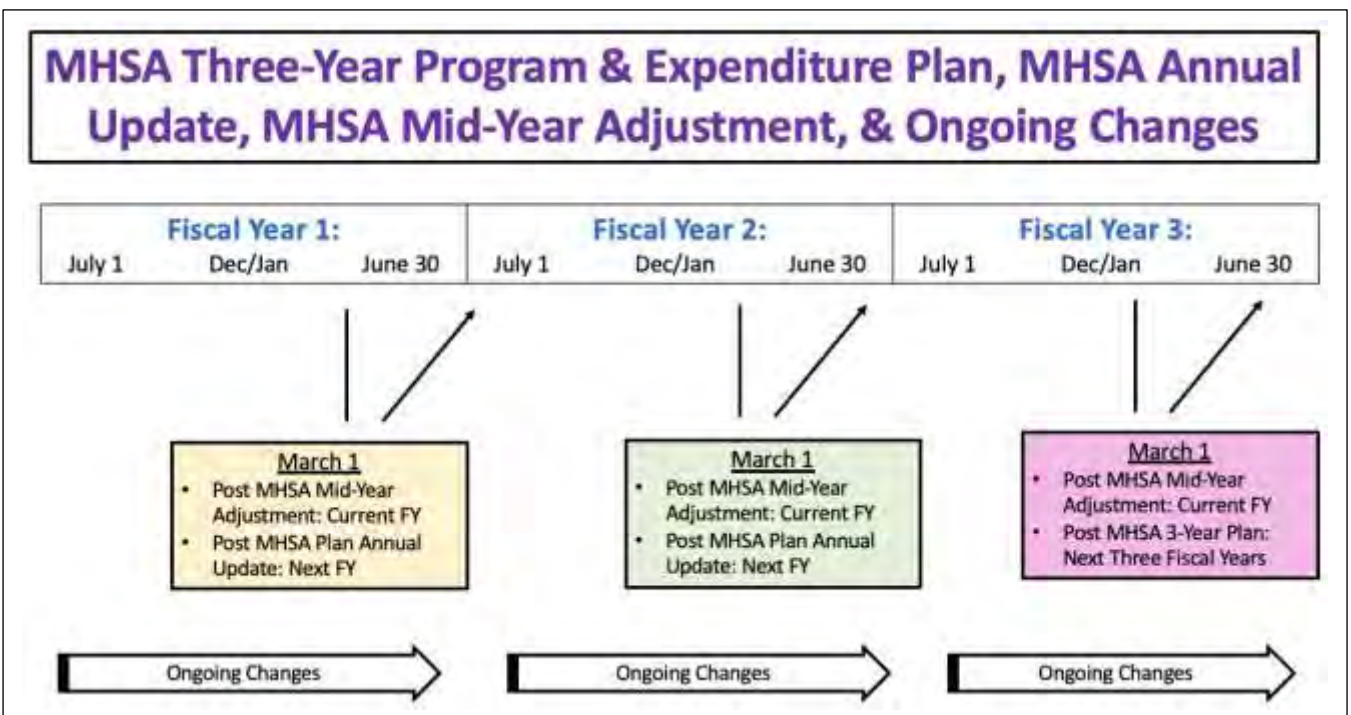 MHSA Three-Year Program & Expenditure Plan, MHSA Annual
Update, MHSA Mid-Year Adjustment, & Ongoing Changes
Fiscal Year 1:
July 1 Dec/Jan June 30
Fiscal Year 2:
July 1 Dec/Jan June 30
Fiscal Year 3:
July 1 Dec/Jan June 30
March 1
• Post MHSA Mid-Year
Adjustment: Current FY
• Post MHSA Plan Annual
Update: Next FY
March 1
• Post MHSA Mid-Year
Adjustment: Current FY
• Post MHSA Plan Annual
Update: Next FY
March 1
• Post MHSA Mid-Year
Adjustment: Current FY
• Post MHSA 3-Year Plan:
Next Three Fiscal Years
Ongoing Changes
Ongoing Changes
Ongoing Changes